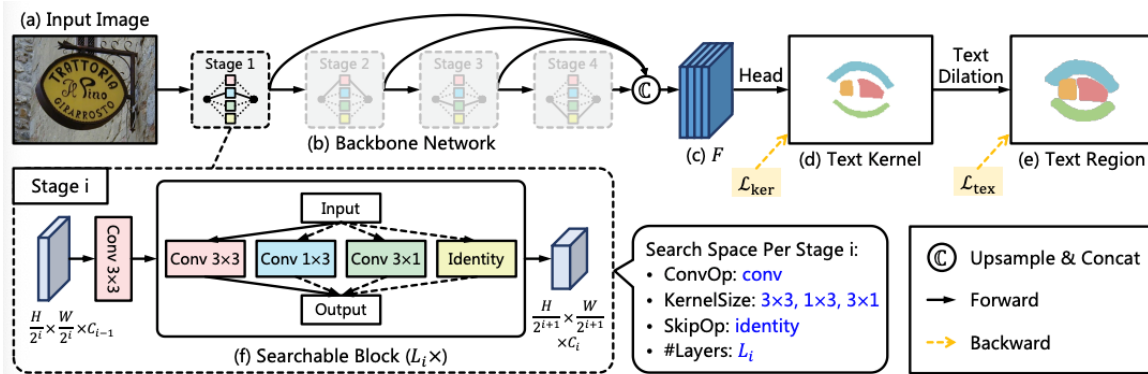 (a) Input Image
TRATTORIA
Il Pino
GIRARROSTO
Stage 1
Stage 2
Stage 3
Stage 4
(b) Backbone Network
ℂ
(c) F
Head
(d) Text Kernel
Text
Dilation
(e) Text Region
ℒker
ℒtex
Stage i
Conv 3×3
H/2^i × W/2^i ×C_{i−1}
Input
Conv 3×3
Conv 1×3
Conv 3×1
Identity
Output
(f) Searchable Block (L_i×)
H/2^{i+1} × W/2^{i+1}
×C_i
Search Space Per Stage i:
• ConvOp: conv
• KernelSize: 3×3, 1×3, 3×1
• SkipOp: identity
• #Layers: L_i
ℂ Upsample & Concat
Forward
Backward